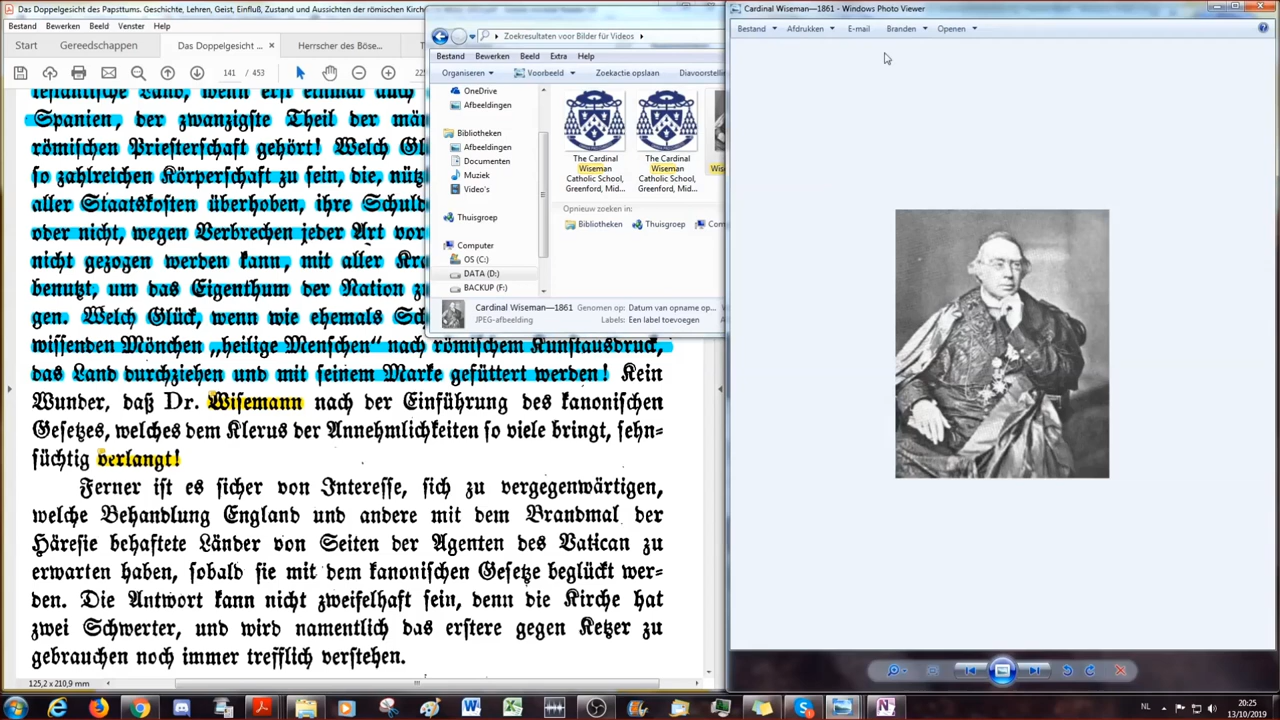 Das Doppelgesicht des Papsttums. Geschichte, Lehren, Geist, Einfluß, Zustand und Aussichten der römischen Kirch
Bestand Bewerken Beeld Venster Help
Start Gereedschappen Das Doppelgesicht ... × Herrscher des Böse...
141 / 453
Spanien, der zwanzigste Theil der män
römischen Priesterschaft gehört! Welch Gl
so zahlreichen Körperschaft zu sein, die, nütz
aller Staatskosten überhoben, ihre Schuld
oder nicht, wegen Verbrechen jeder Art vor
nicht gezogen werden kann, mit aller Kra
benutzt, um das Eigenthum der Nation zu
gen. Welch Glück, wenn wie ehemals Sch
wissenden Mönchen „heilige Menschen“ nach römischem Kunstausdruck,
das Land durchziehen und mit seinem Marke gefüttert werden! Kein
Wunder, daß Dr. Wisemann nach der Einführung des kanonischen
Gesetzes, welches dem Klerus der Annehmlichkeiten so viele bringt, sehn-
süchtig verlangt!
Ferner ist es sicher von Interesse, sich zu vergegenwärtigen,
welche Behandlung England und andere mit dem Brandmal der
Häresie behaftete Länder von Seiten der Agenten des Vatican zu
erwarten haben, sobald sie mit dem kanonischen Gesetze beglückt wer-
den. Die Antwort kann nicht zweifelhaft sein, denn die Kirche hat
zwei Schwerter, und wird namentlich das erstere gegen Ketzer zu
gebrauchen noch immer trefflich verstehen.
125,2 x 210,9 mm
Zoekresultaten voor Bilder für Videos
Bestand Bewerken Beeld Extra Help
Organiseren Voorbeeld Zoekactie opslaan Diavoorstellin
OneDrive
Afbeeldingen
Bibliotheken
Afbeeldingen
Documenten
Muziek
Video's
Thuisgroep
Computer
OS (C:)
DATA (D:)
BACKUP (F:)
The Cardinal
Wiseman
Catholic School,
Greenford, Mid...
The Cardinal
Wiseman
Catholic School,
Greenford, Mid...
Wis
Opnieuw zoeken in:
Bibliotheken Thuisgroep Com
Cardinal Wiseman—1861 Genomen op: Datum van opname op...
JPEG-afbeelding Labels: Een label toevoegen
Cardinal Wiseman—1861 - Windows Photo Viewer
Bestand Afdrukken E-mail Branden Openen
NL
20:25
13/10/2019